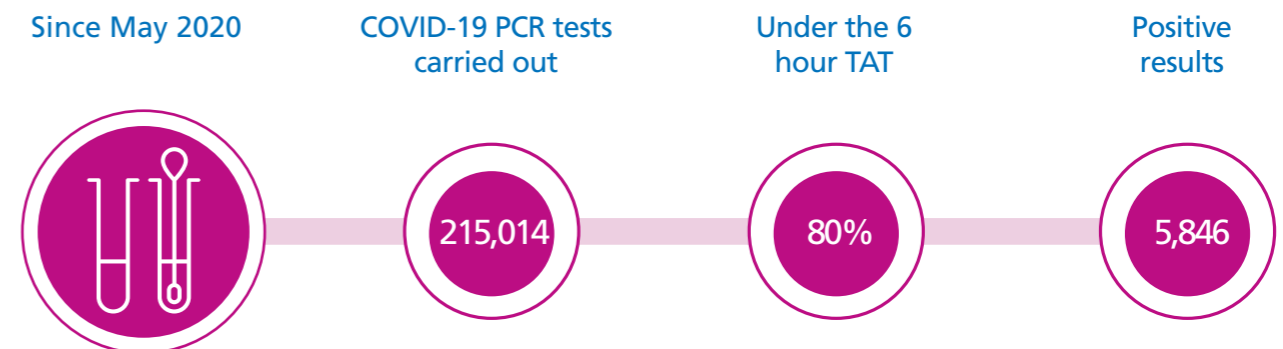 Since May 2020
COVID-19 PCR tests
carried out
Under the 6
hour TAT
Positive
results
215,014
80%
5,846